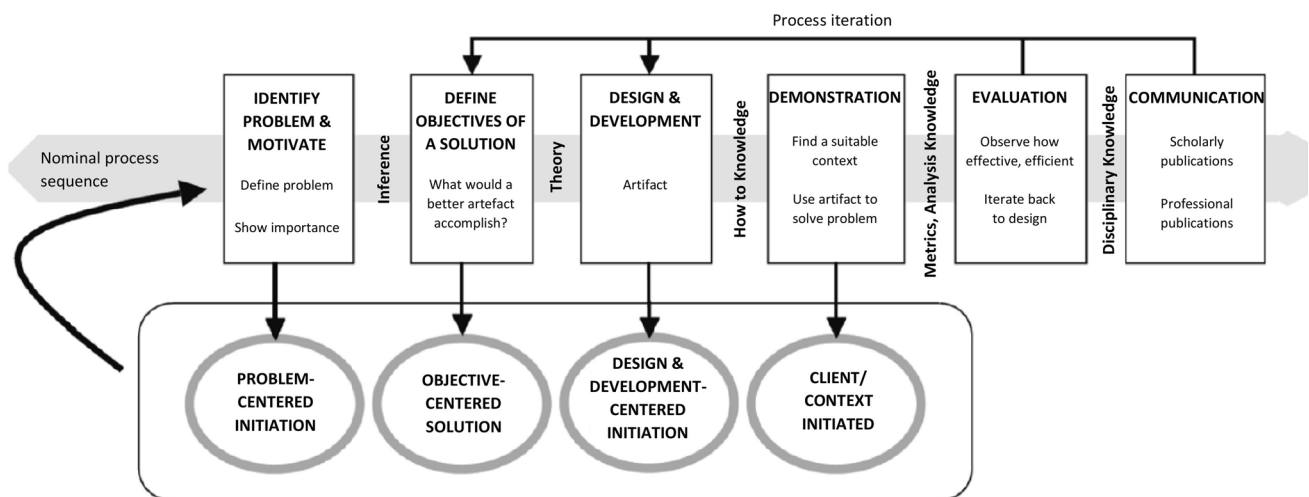 Process iteration
Nominal process
sequence
IDENTIFY
PROBLEM &
MOTIVATE
Define problem
Show importance
Inference
DEFINE
OBJECTIVES OF
A SOLUTION
What would a
better artefact
accomplish?
Theory
DESIGN &
DEVELOPMENT
Artifact
How to Knowledge
DEMONSTRATION
Find a suitable
context
Use artifact to
solve problem
Metrics, Analysis Knowledge
EVALUATION
Observe how
effective, efficient
Iterate back
to design
Disciplinary Knowledge
COMMUNICATION
Scholarly
publications
Professional
publications
PROBLEM-
CENTERED
INITIATION
OBJECTIVE-
CENTERED
SOLUTION
DESIGN &
DEVELOPMENT-
CENTERED
INITIATION
CLIENT/
CONTEXT
INITIATED